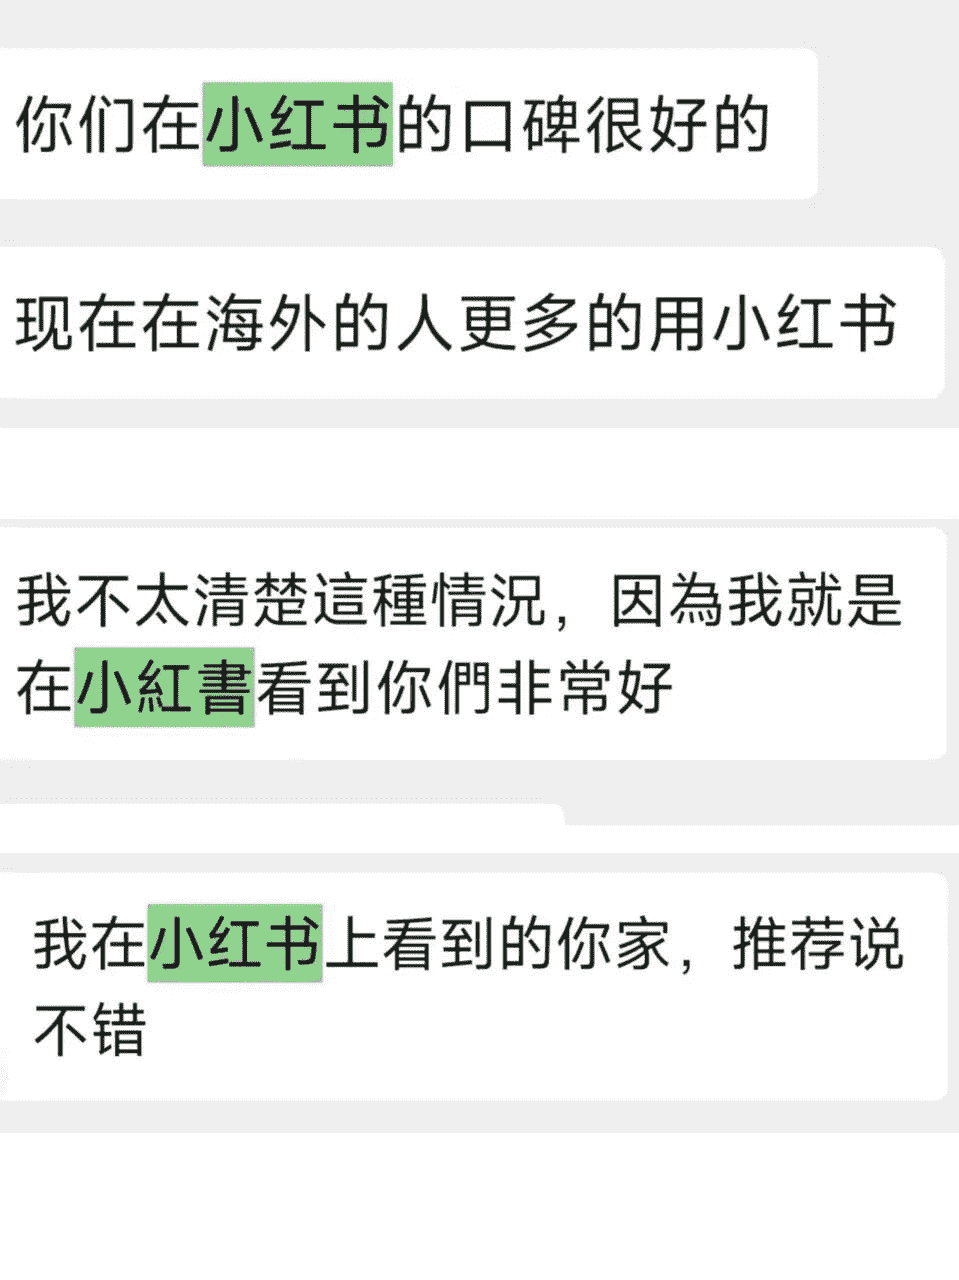 你们在小红书的口碑很好的
现在在海外的人更多的用小红书
我不太清楚這種情況，因為我就是
在小紅書看到你們非常好
我在小红书上看到的你家，推荐说
不错